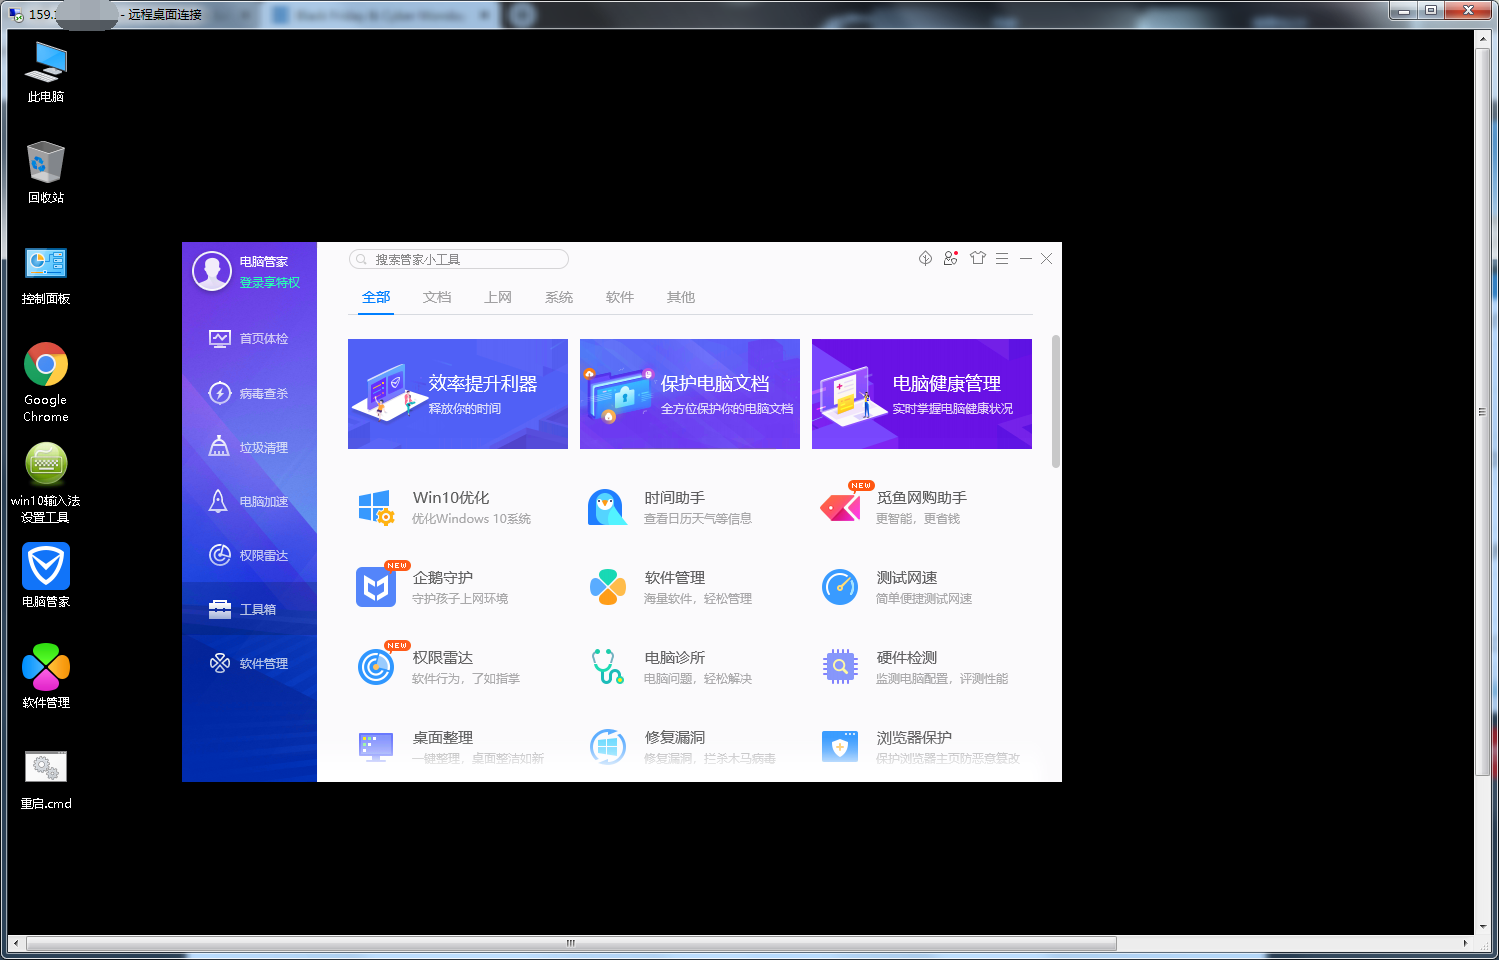 159.
- 远程桌面连接
此电脑
回收站
控制面板
Google
Chrome
win10输入法
设置工具
电脑管家
软件管理
重启.cmd
电脑管家
登录享特权
首页体检
病毒查杀
垃圾清理
电脑加速
权限雷达
工具箱
软件管理
搜索管家小工具
全部 文档 上网 系统 软件 其他
效率提升利器
释放你的时间
保护电脑文档
全方位保护你的电脑文档
电脑健康管理
实时掌握电脑健康状况
Win10优化
优化Windows 10系统
时间助手
查看日历天气等信息
NEW
觅鱼网购助手
更智能，更省钱
NEW
企鹅守护
守护孩子上网环境
软件管理
海量软件，轻松管理
测试网速
简单便捷测试网速
NEW
权限雷达
软件行为，了如指掌
电脑诊所
电脑问题，轻松解决
硬件检测
监测电脑配置，评测性能
桌面整理
一键整理，桌面整洁如新
修复漏洞
修复漏洞，拦杀木马病毒
浏览器保护
保护浏览器主页防恶意篡改